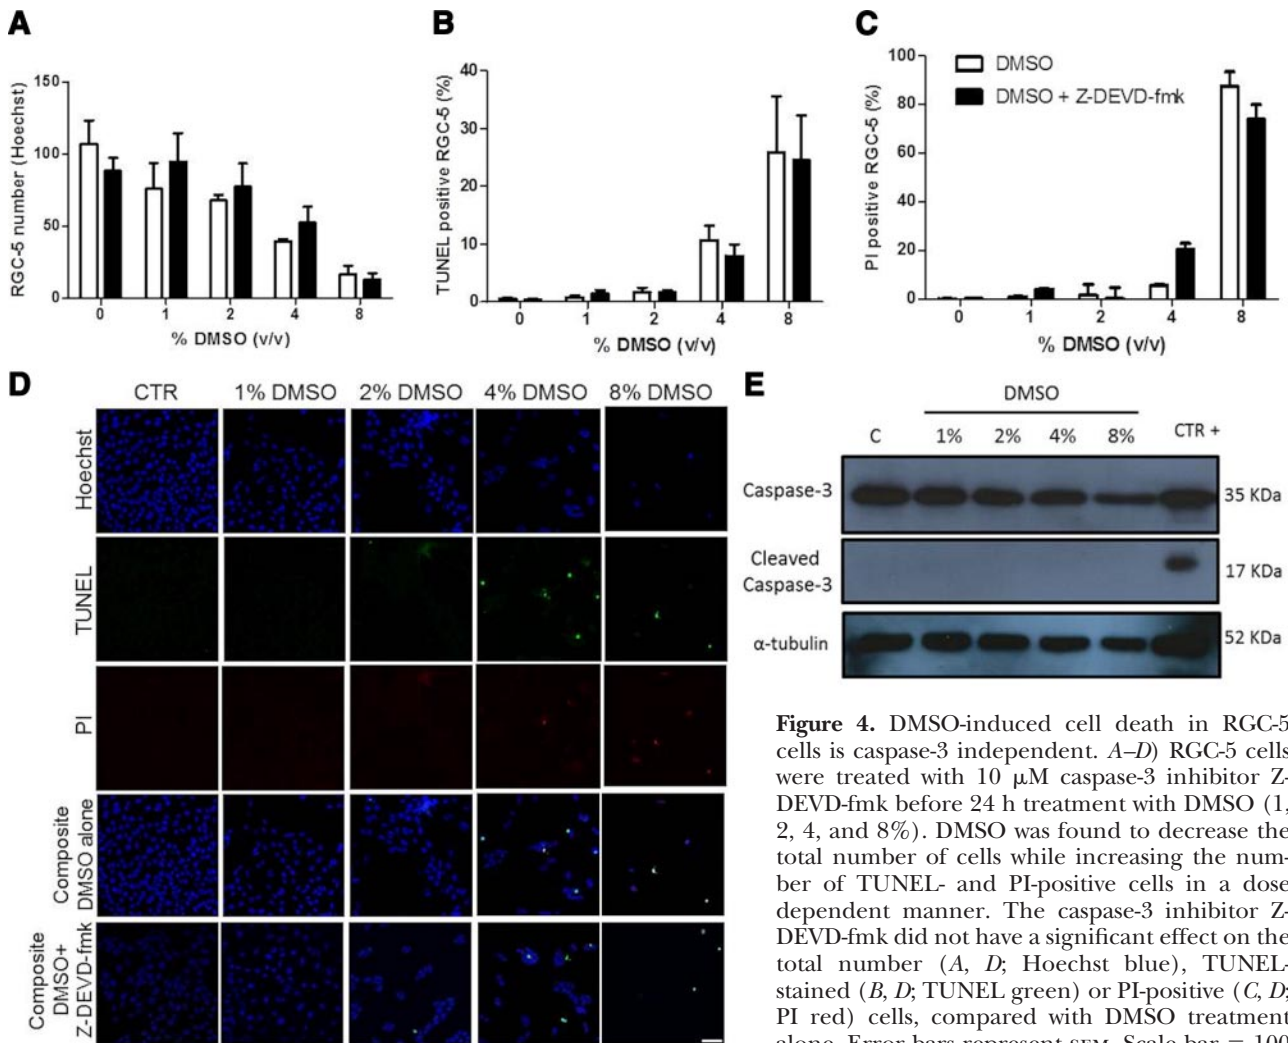 A
B
C
RGC-5 number (Hoechst)
150
100
50
0
0 1 2 4 8
% DMSO (v/v)
TUNEL positive RGC-5 (%)
40
30
20
10
0
0 1 2 4 8
% DMSO (v/v)
PI positive RGC-5 (%)
100
80
60
40
20
0
0 1 2 4 8
% DMSO (v/v)
DMSO
DMSO + Z-DEVD-fmk
D
CTR 1% DMSO 2% DMSO 4% DMSO 8% DMSO
Hoechst
TUNEL
PI
Composite
DMSO alone
Composite
DMSO+
Z-DEVD-fmk
E
DMSO
C 1% 2% 4% 8% CTR +
Caspase-3
35 KDa
Cleaved
Caspase-3
17 KDa
α-tubulin
52 KDa
Figure 4. DMSO-induced cell death in RGC-5
cells is caspase-3 independent. A–D) RGC-5 cells
were treated with 10 μM caspase-3 inhibitor Z-
DEVD-fmk before 24 h treatment with DMSO (1,
2, 4, and 8%). DMSO was found to decrease the
total number of cells while increasing the num-
ber of TUNEL- and PI-positive cells in a dose
dependent manner. The caspase-3 inhibitor Z-
DEVD-fmk did not have a significant effect on the
total number (A, D; Hoechst blue), TUNEL-
stained (B, D; TUNEL green) or PI-positive (C, D;
PI red) cells, compared with DMSO treatment
alone. Error bars represent SEM. Scale bar = 100